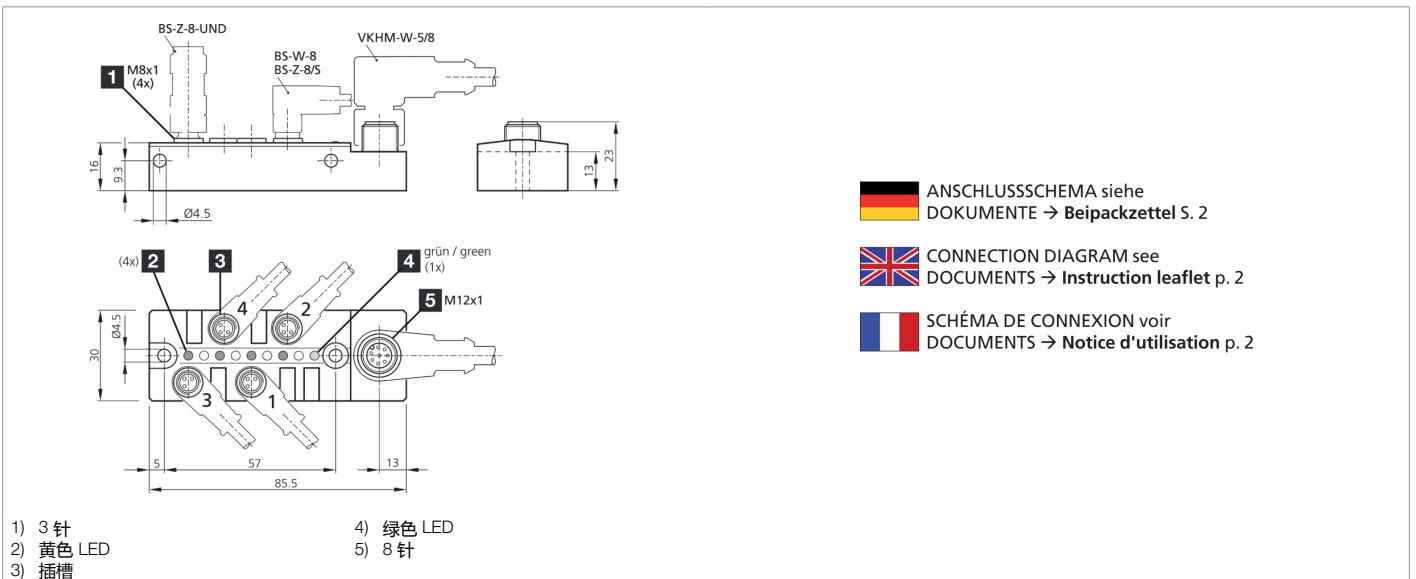 BS-Z-8-UND
BS-W-8
BS-Z-8/S
VKHM-W-5/8
1 M8x1
(4x)
16
9.3
Ø4.5
13
23
(4x) 2
3
4 grün / green
(1x)
5 M12x1
4
2
3
1
30
Ø4.5
5
57
13
85.5
ANSCHLUSSSCHEMA siehe
DOKUMENTE → Beipackzettel S. 2
CONNECTION DIAGRAM see
DOCUMENTS → Instruction leaflet p. 2
SCHÉMA DE CONNEXION voir
DOCUMENTS → Notice d'utilisation p. 2
1) 3 针
2) 黄色 LED
3) 插槽
4) 绿色 LED
5) 8 针